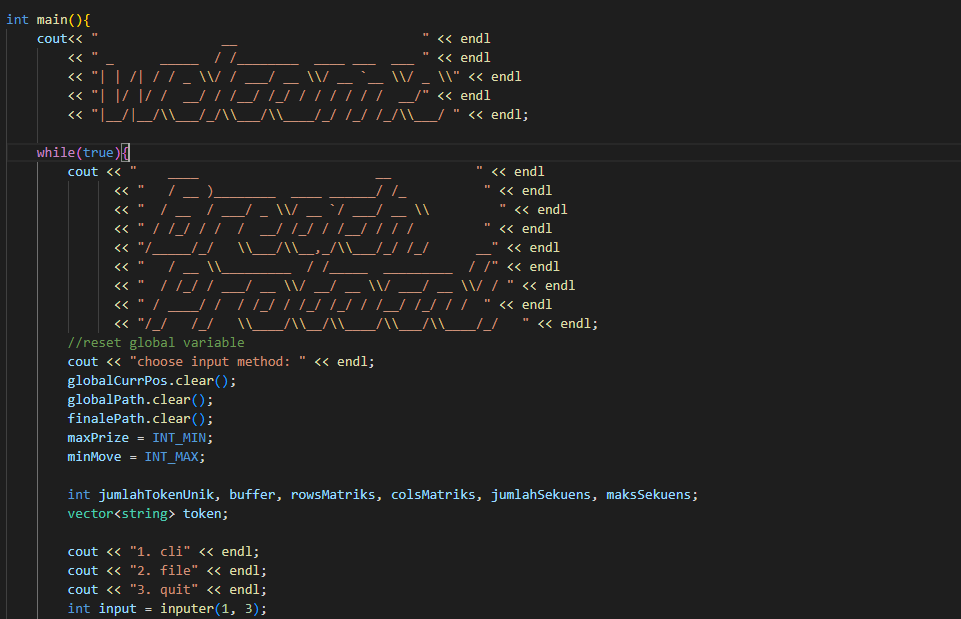 int main(){
    cout<< "                __                        " << endl
        << " _      _____  / /________  ____ ___  ___ " << endl
        << "| | /| / / _ \\/ / ___/ __ \\/ __ `__ \\/ _ \\" << endl
        << "| |/ |/ /  __/ / /__/ /_/ / / / / / /  __/" << endl
        << "|__/|__/\\___/_/\\___/\\____/_/ /_/ /_/\\___/ " << endl;
    while(true){
        cout << "    ____                       __           " << endl
              << "   / __ )________  ____ ______/ /_          " << endl
              << "  / __  / ___/ _ \\/ __ `/ ___/ __ \\         " << endl
              << " / /_/ / /  /  __/ /_/ / /__/ / / /         " << endl
              << "/_____/_/   \\___/\\__,_/\\___/_/ /_/      __" << endl
              << "   / __ \\_________  / /_____  _________  / /" << endl
              << "  / /_/ / ___/ __ \\/ __/ __ \\/ ___/ __ \\/ / " << endl
              << " / ____/ /  / /_/ / /_/ /_/ / /__/ /_/ / /  " << endl
              << "/_/   /_/   \\____/\\__/\\____/\\___/\\____/_/   " << endl;
        //reset global variable
        cout << "choose input method: " << endl;
        globalCurrPos.clear();
        globalPath.clear();
        finalePath.clear();
        maxPrize = INT_MIN;
        minMove = INT_MAX;
        int jumlahTokenUnik, buffer, rowsMatriks, colsMatriks, jumlahSekuens, maksSekuens;
        vector<string> token;
        cout << "1. cli" << endl;
        cout << "2. file" << endl;
        cout << "3. quit" << endl;
        int input = inputer(1, 3);